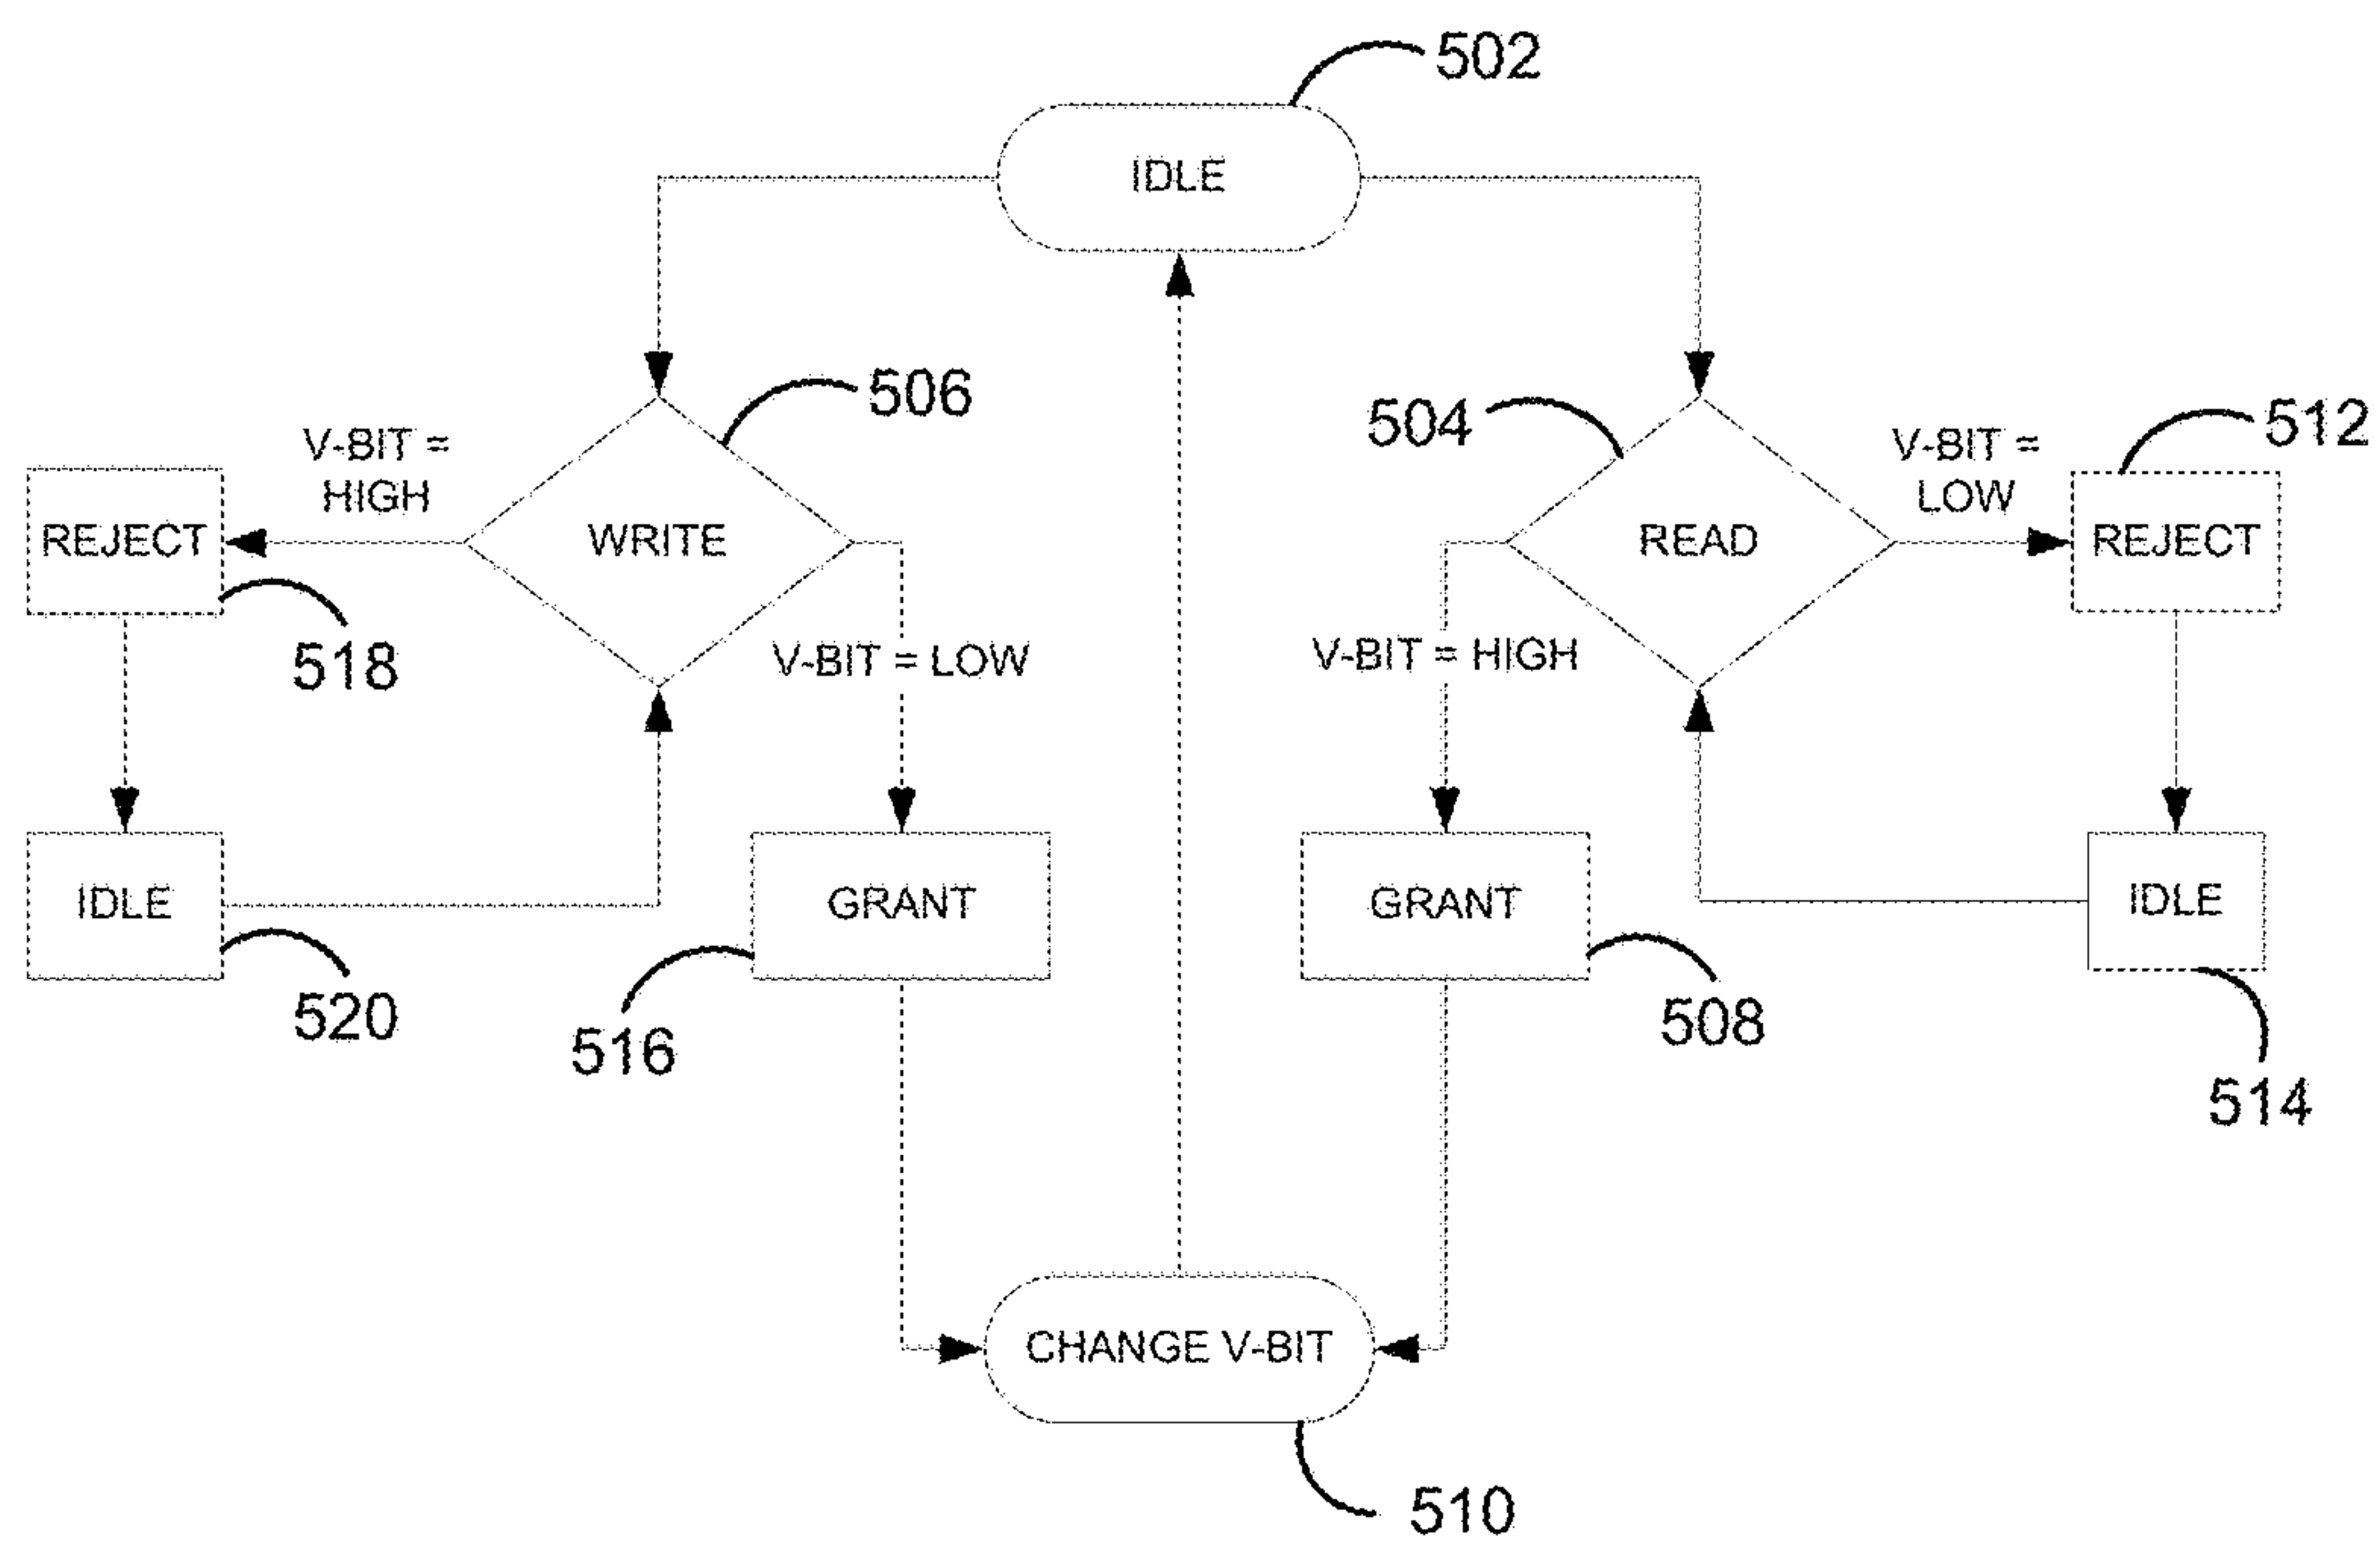 502
IDLE
506
504
512
V-BIT =
HIGH
V-BIT =
LOW
REJECT
WRITE
READ
REJECT
518
V-BIT = LOW
V-BIT = HIGH
IDLE
GRANT
GRANT
IDLE
520
516
508
514
CHANGE V-BIT
510